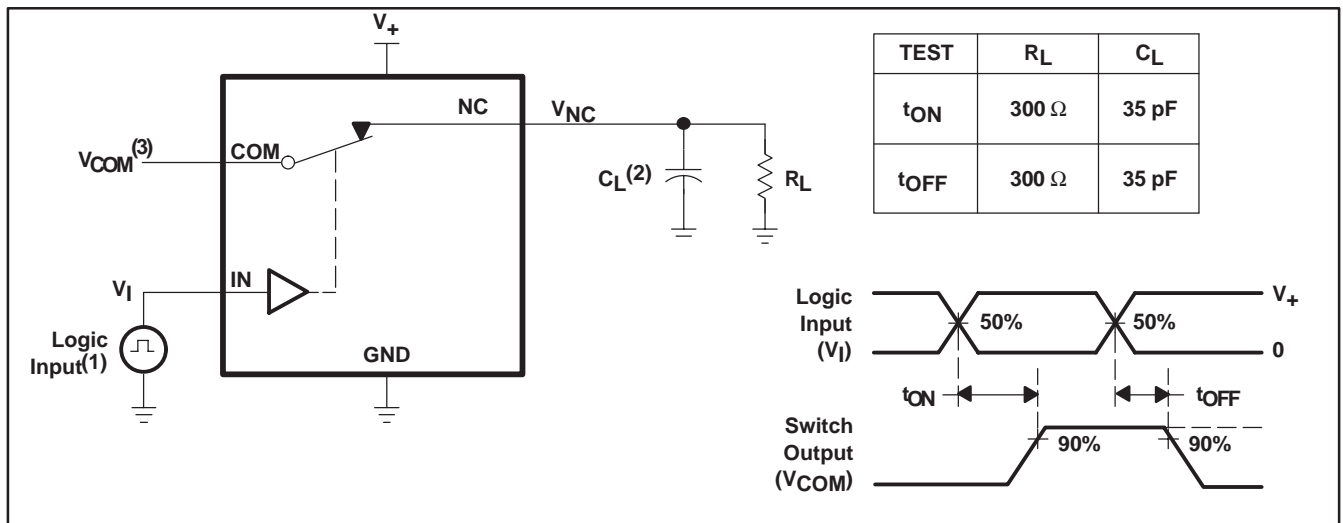 V+
NC
VNC
VCOM(3)
COM
CL(2)
RL
VI
IN
Logic
Input(1)
GND
TEST RL CL
tON 300 Ω 35 pF
tOFF 300 Ω 35 pF
Logic
Input
(VI)
50%
50%
V+
0
tON
tOFF
Switch
Output
(VCOM)
90%
90%